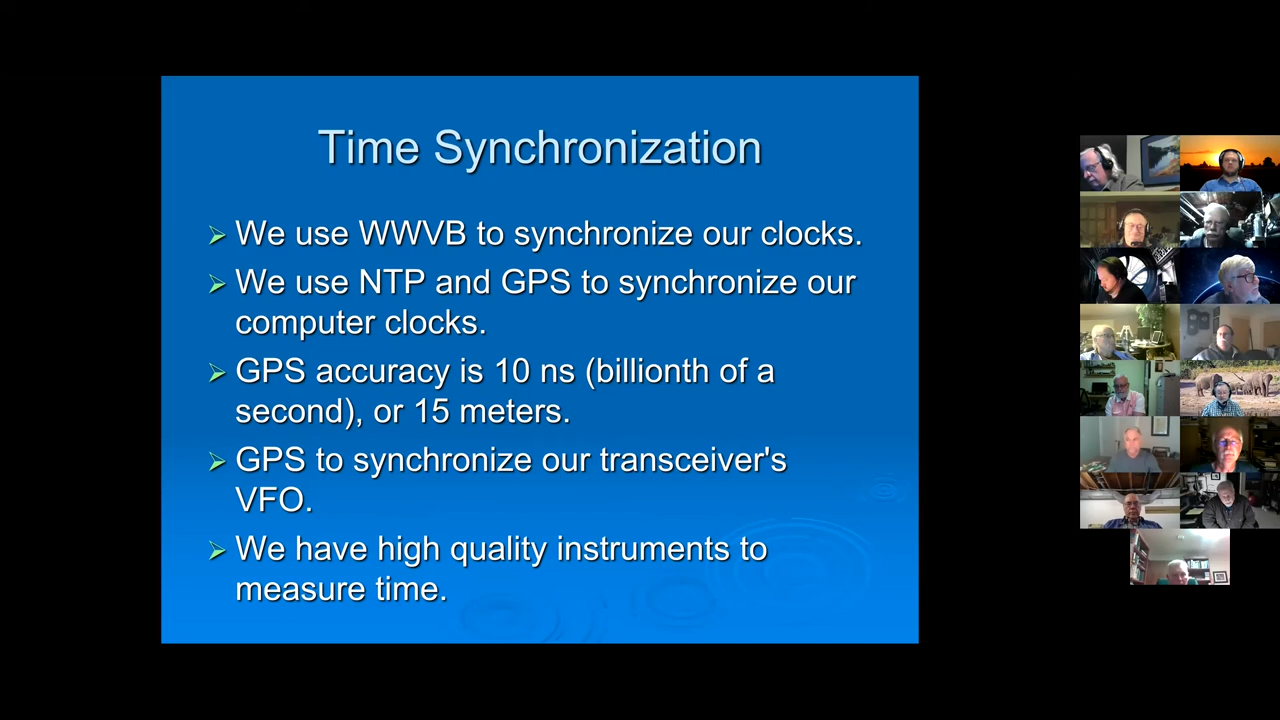 Time Synchronization
We use WWVB to synchronize our clocks.
We use NTP and GPS to synchronize our
computer clocks.
GPS accuracy is 10 ns (billionth of a
second), or 15 meters.
GPS to synchronize our transceiver's
VFO.
We have high quality instruments to
measure time.